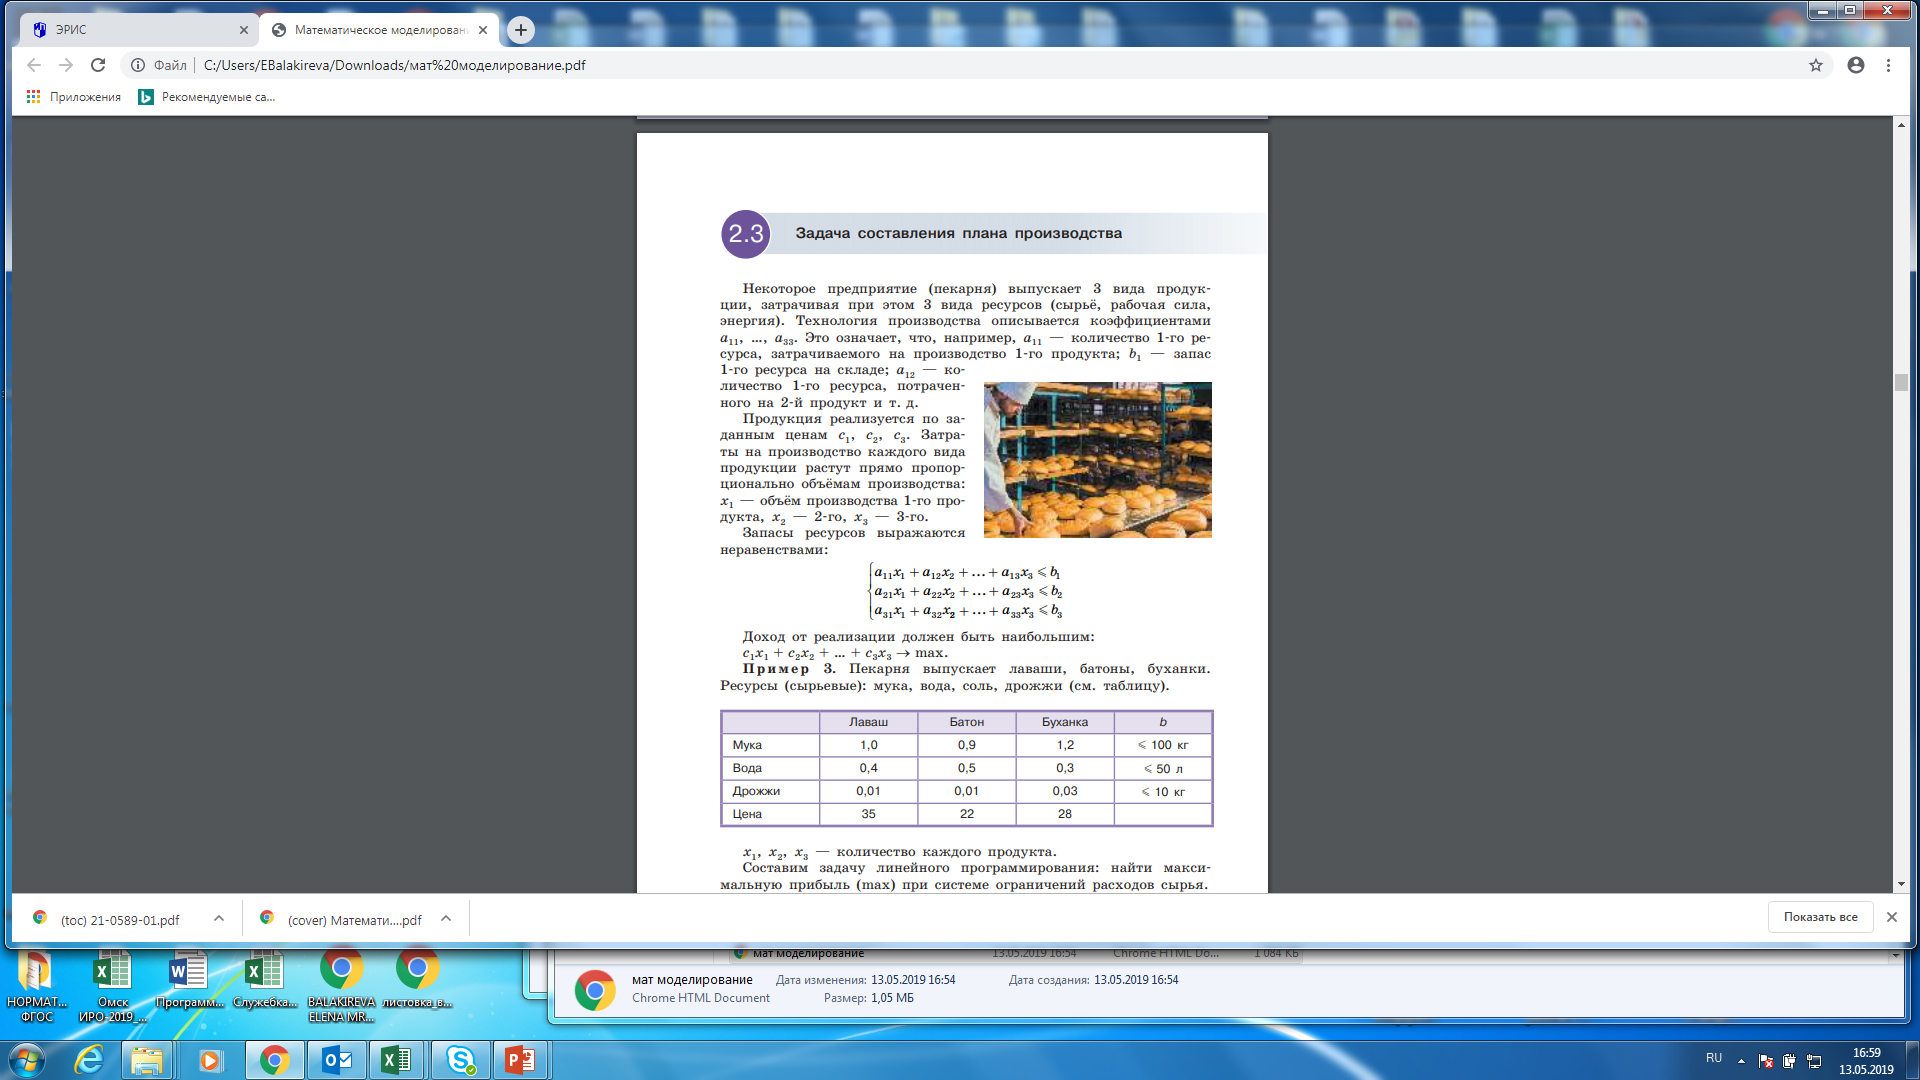 ЭРИС
Математическое моделирован
Файл
C:/Users/EBalakireva/Downloads/мат%20моделирование.pdf
Приложения
Рекомендуемые са...
2.3
Задача составления плана производства
Некоторое предприятие (пекарня) выпускает 3 вида продук-
ции, затрачивая при этом 3 вида ресурсов (сырьё, рабочая сила,
энергия). Технология производства описывается коэффициентами
a₁₁, ..., a₃₃. Это означает, что, например, a₁₁ — количество 1-го ре-
сурса, затрачиваемого на производство 1-го продукта; b₁ — запас
1-го ресурса на складе; a₁₂ — ко-
личество 1-го ресурса, потрачен-
ного на 2-й продукт и т. д.
Продукция реализуется по за-
данным ценам c₁, c₂, c₃. Затра-
ты на производство каждого вида
продукции растут прямо пропор-
ционально объёмам производства:
x₁ — объём производства 1-го про-
дукта, x₂ — 2-го, x₃ — 3-го.
Запасы ресурсов выражаются
неравенствами:
a₁₁x₁ + a₁₂x₂ + ... + a₁₃x₃ ⩽ b₁
a₂₁x₁ + a₂₂x₂ + ... + a₂₃x₃ ⩽ b₂
a₃₁x₁ + a₃₂x₂ + ... + a₃₃x₃ ⩽ b₃
Доход от реализации должен быть наибольшим:
c₁x₁ + c₂x₂ + ... + c₃x₃ → max.
Пример 3. Пекарня выпускает лаваши, батоны, буханки.
Ресурсы (сырьевые): мука, вода, соль, дрожжи (см. таблицу).
Лаваш Батон Буханка b
Мука 1,0 0,9 1,2 ⩽ 100 кг
Вода 0,4 0,5 0,3 ⩽ 50 л
Дрожжи 0,01 0,01 0,03 ⩽ 10 кг
Цена 35 22 28
x₁, x₂, x₃ — количество каждого продукта.
Составим задачу линейного программирования: найти макси-
мальную прибыль (max) при системе ограничений расходов сырья.
(toc) 21-0589-01.pdf
(cover) Математи....pdf
Показать все
мат моделирование 13.05.2019 16:54 Chrome HTML Do... 1 084 КБ
мат моделирование Дата изменения: 13.05.2019 16:54 Дата создания: 13.05.2019 16:54
Chrome HTML Document Размер: 1,05 МБ
НОРМАТ...
ФГОС
Омск
ИРО-2019_...
Программ...
Служебка...
BALAKIREVA
ELENA MR...
листовка_в...
RU
16:59
13.05.2019